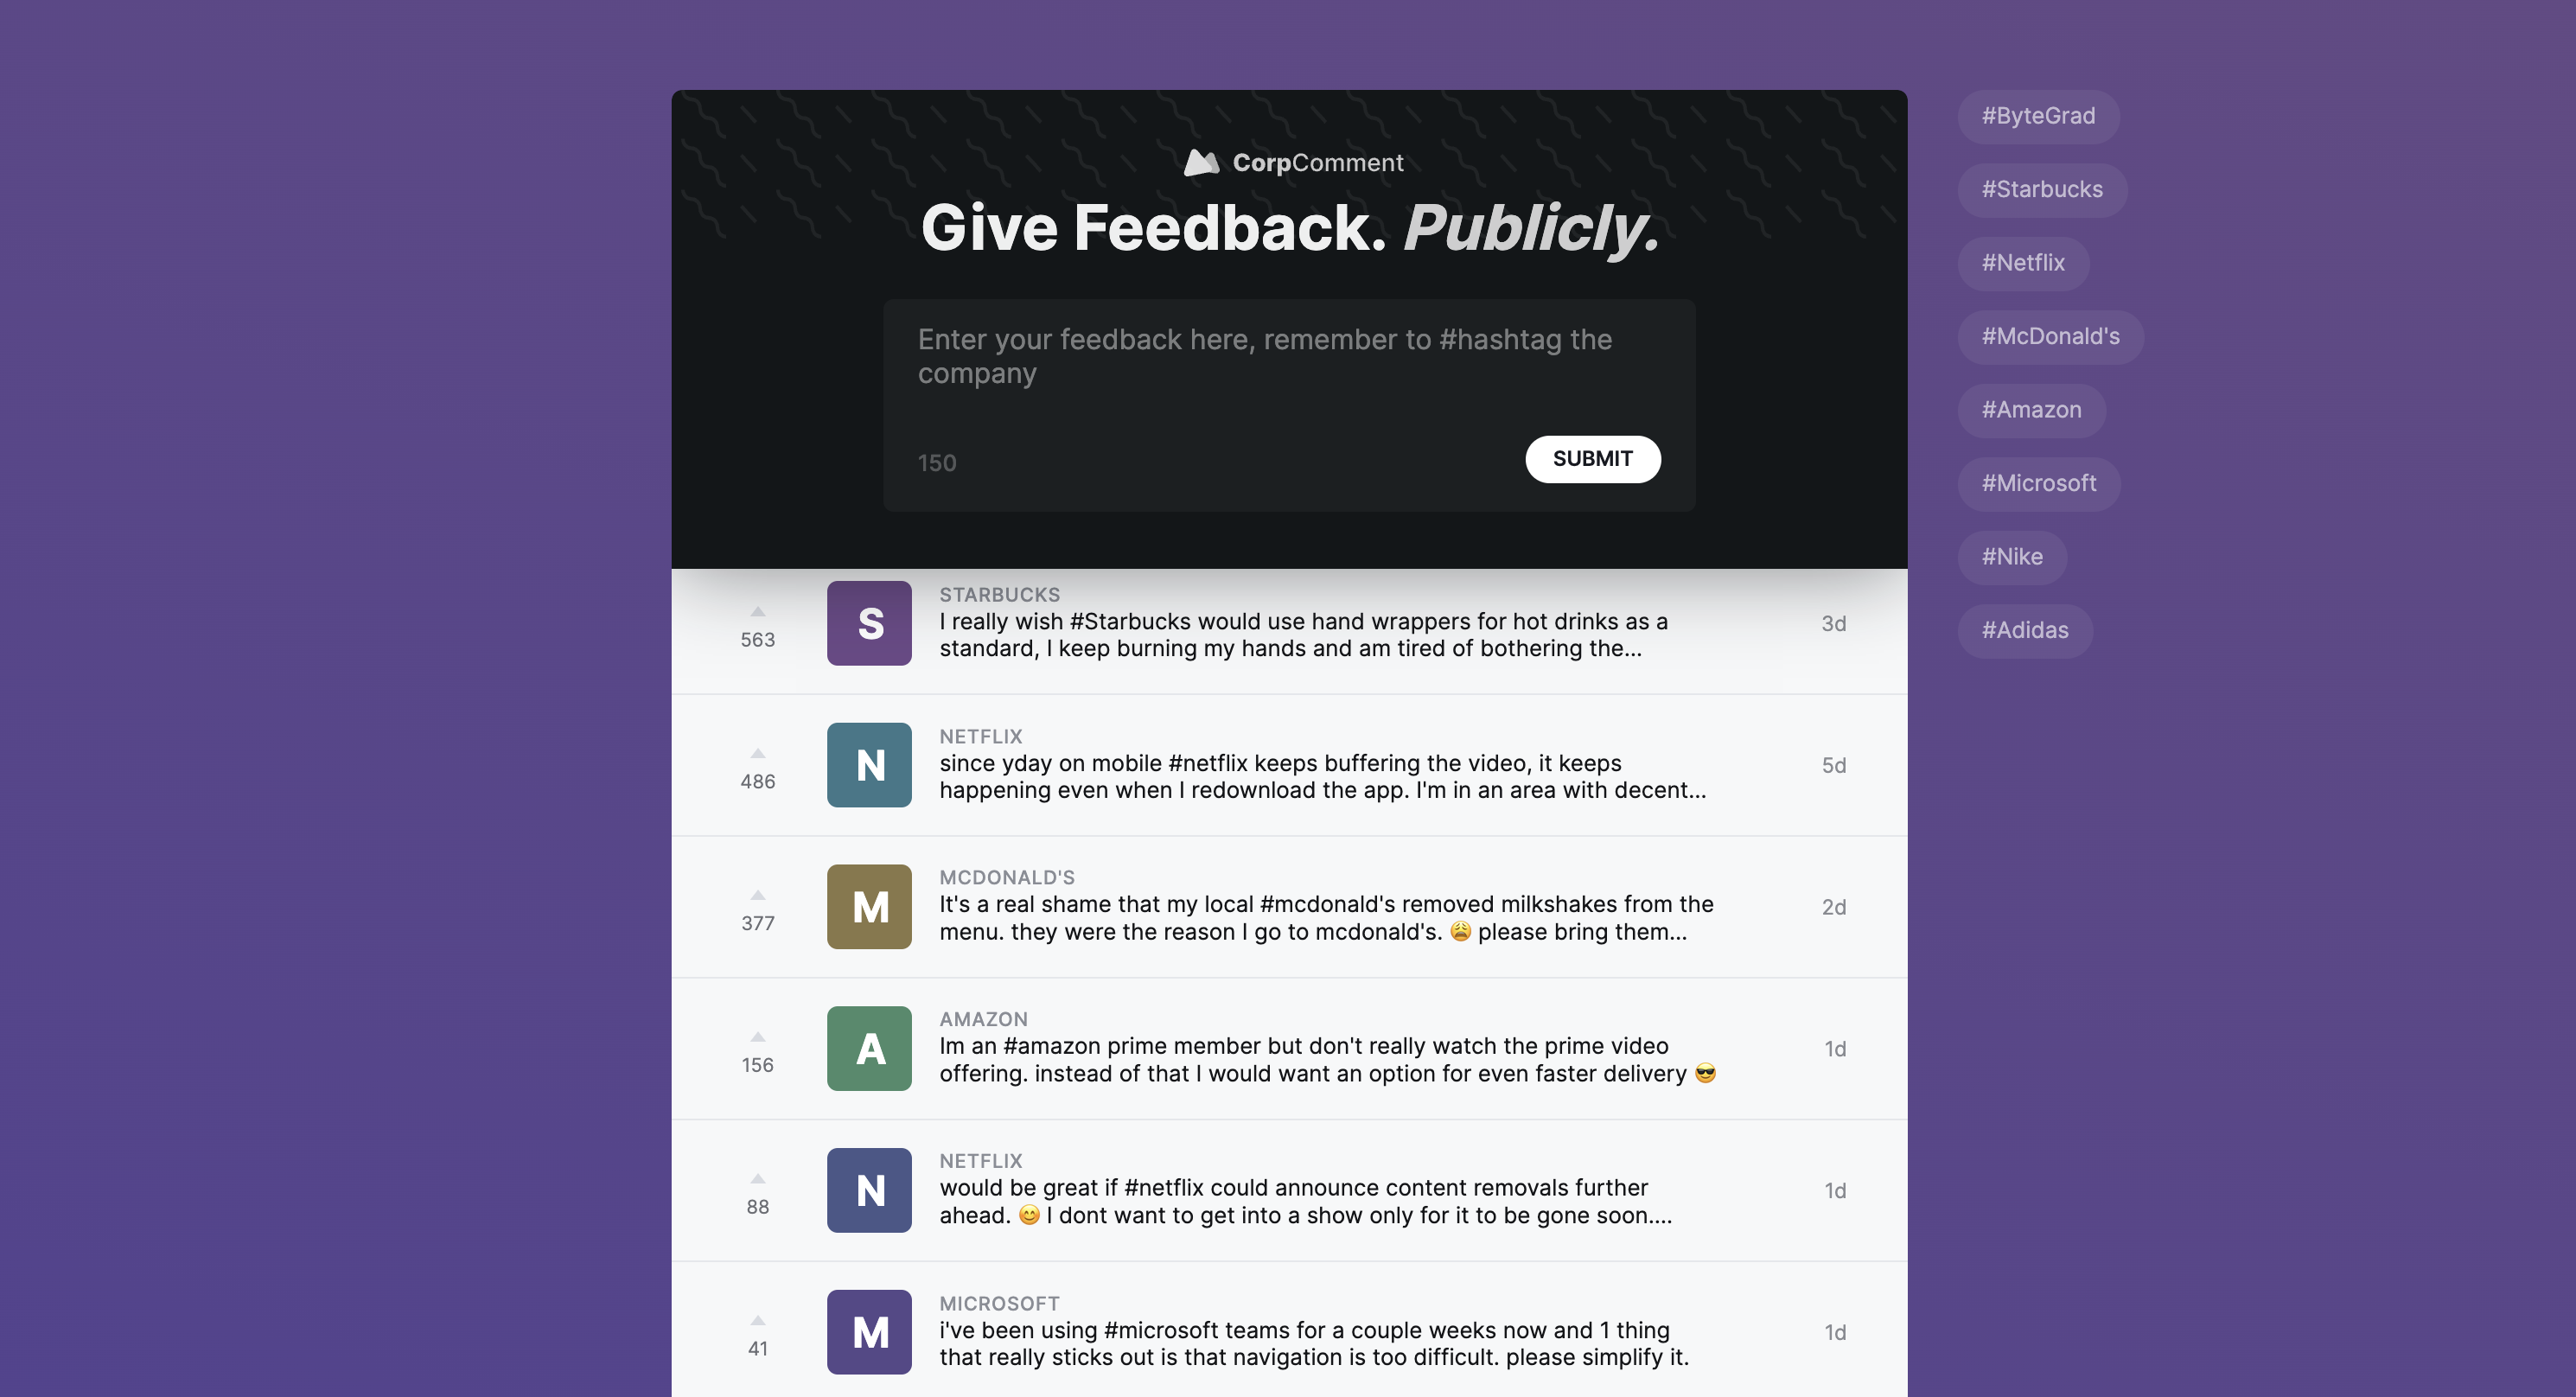 CorpComment
Give Feedback. Publicly.
Enter your feedback here, remember to #hashtag the
company
150
SUBMIT
563
S
STARBUCKS
I really wish #Starbucks would use hand wrappers for hot drinks as a
standard, I keep burning my hands and am tired of bothering the...
3d
486
N
NETFLIX
since yday on mobile #netflix keeps buffering the video, it keeps
happening even when I redownload the app. I'm in an area with decent...
5d
377
M
MCDONALD'S
It's a real shame that my local #mcdonald's removed milkshakes from the
menu. they were the reason I go to mcdonald's. 😩 please bring them...
2d
156
A
AMAZON
Im an #amazon prime member but don't really watch the prime video
offering. instead of that I would want an option for even faster delivery 😎
1d
88
N
NETFLIX
would be great if #netflix could announce content removals further
ahead. 😊 I dont want to get into a show only for it to be gone soon....
1d
41
M
MICROSOFT
i've been using #microsoft teams for a couple weeks now and 1 thing
that really sticks out is that navigation is too difficult. please simplify it.
1d
#ByteGrad
#Starbucks
#Netflix
#McDonald's
#Amazon
#Microsoft
#Nike
#Adidas